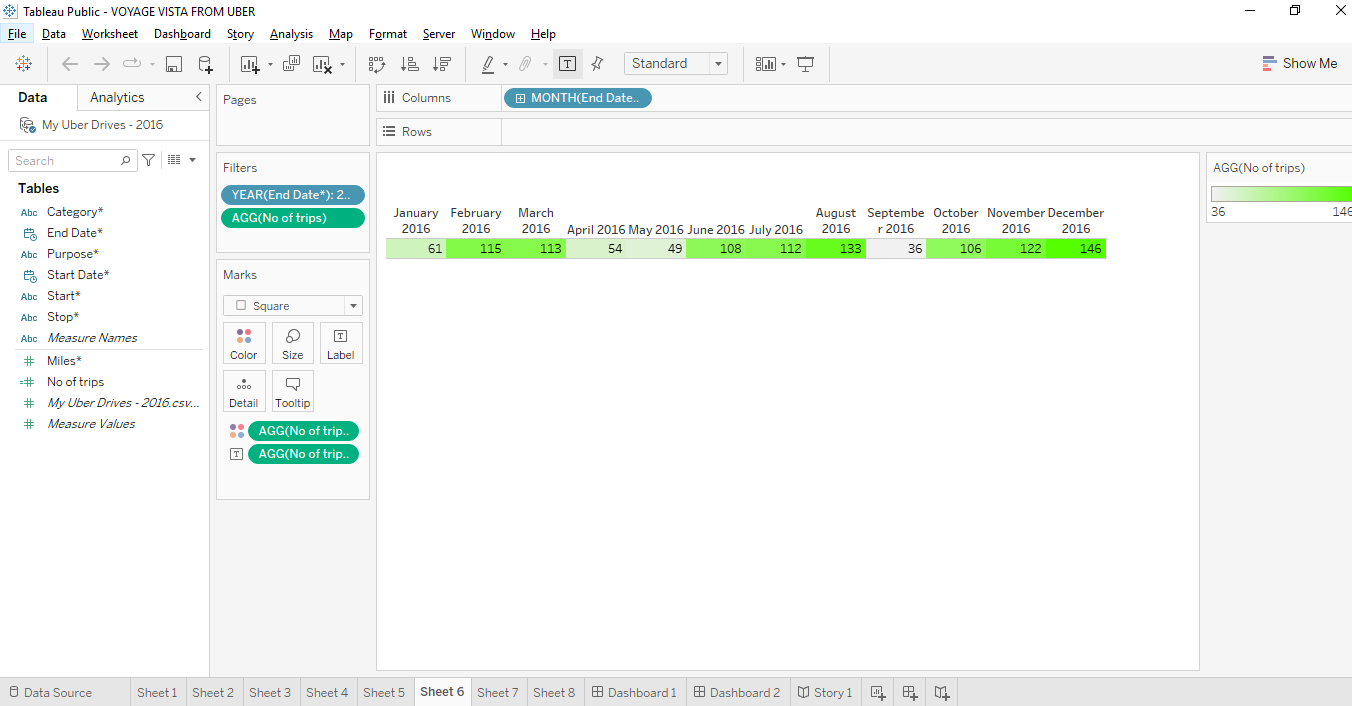 Tableau Public - VOYAGE VISTA FROM UBER
File Data Worksheet Dashboard Story Analysis Map Format Server Window Help
Standard
Show Me
Data Analytics
My Uber Drives - 2016
Search
Tables
Abc Category*
End Date*
Abc Purpose*
Start Date*
Abc Start*
Abc Stop*
Abc Measure Names
Miles*
No of trips
My Uber Drives - 2016.csv...
Measure Values
Pages
Filters
YEAR(End Date*): 2..
AGG(No of trips)
Marks
Square
Color Size Label
Detail Tooltip
AGG(No of trip..
AGG(No of trip..
Columns MONTH(End Date..
Rows
January February March August Septembe October November December
2016 2016 2016 April 2016 May 2016 June 2016 July 2016 2016 r 2016 2016 2016 2016
61 115 113 54 49 108 112 133 36 106 122 146
AGG(No of trips)
36 146
Data Source Sheet 1 Sheet 2 Sheet 3 Sheet 4 Sheet 5 Sheet 6 Sheet 7 Sheet 8 Dashboard 1 Dashboard 2 Story 1